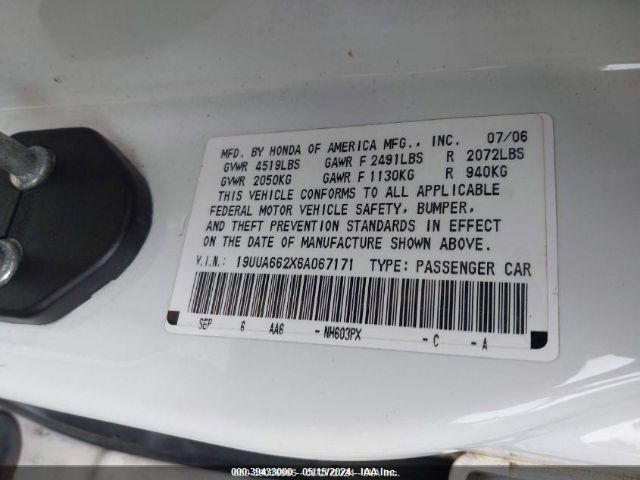 MFD. BY HONDA OF AMERICA MFG., INC. 07/06
GVWR 4519LBS GAWR F 2491LBS R 2072LBS
GVWR 2050KG GAWR F 1130KG R 940KG
THIS VEHICLE CONFORMS TO ALL APPLICABLE
FEDERAL MOTOR VEHICLE SAFETY, BUMPER,
AND THEFT PREVENTION STANDARDS IN EFFECT
ON THE DATE OF MANUFACTURE SHOWN ABOVE.
V.I.N.: 19UUA662X6A067171 TYPE: PASSENGER CAR
SEP 6 AA6 -NH603PX -C -A
000.39433000 -05/15/2024- .IAA Inc.